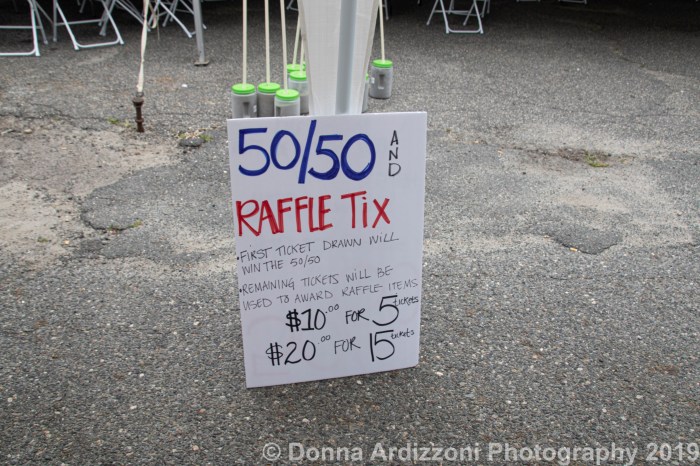 50/50 AND
RAFFLE TIX
•FIRST TICKET DRAWN WILL
WIN THE 50/50
•REMAINING TICKETS WILL BE
USED TO AWARD RAFFLE ITEMS
$10.00 FOR 5 tickets
$20.00 FOR 15 tickets
© Donna Ardizzoni Photography 2019